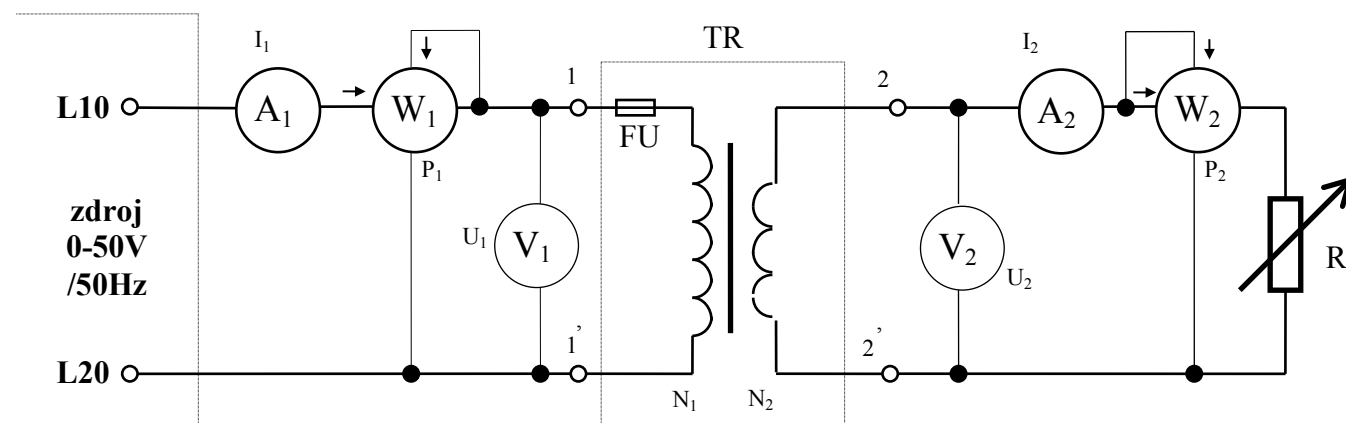 I₁
I₂
TR
1
2
L10
A₁
W₁
FU
A₂
W₂
P₁
P₂
zdroj
0-50V
/50Hz
U₁
V₁
V₂
U₂
R
1'
2'
L20
N₁
N₂